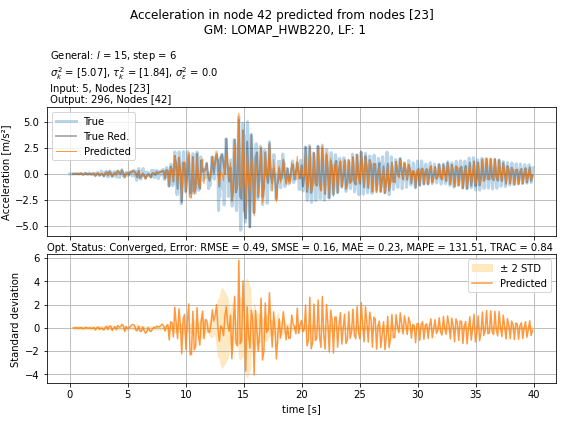 Acceleration in node 42 predicted from nodes [23]
GM: LOMAP_HWB220, LF: 1
General: l = 15, step = 6
σ²ₖ = [5.07], τ²ₖ = [1.84], σ²ε = 0.0
Input: 5, Nodes [23]
Output: 296, Nodes [42]
True
True Red.
Predicted
Acceleration [m/s²]
5.0
2.5
0.0
−2.5
−5.0
Opt. Status: Converged, Error: RMSE = 0.49, SMSE = 0.16, MAE = 0.23, MAPE = 131.51, TRAC = 0.84
± 2 STD
Predicted
Standard deviation
6
4
2
0
−2
−4
0 5 10 15 20 25 30 35 40
time [s]